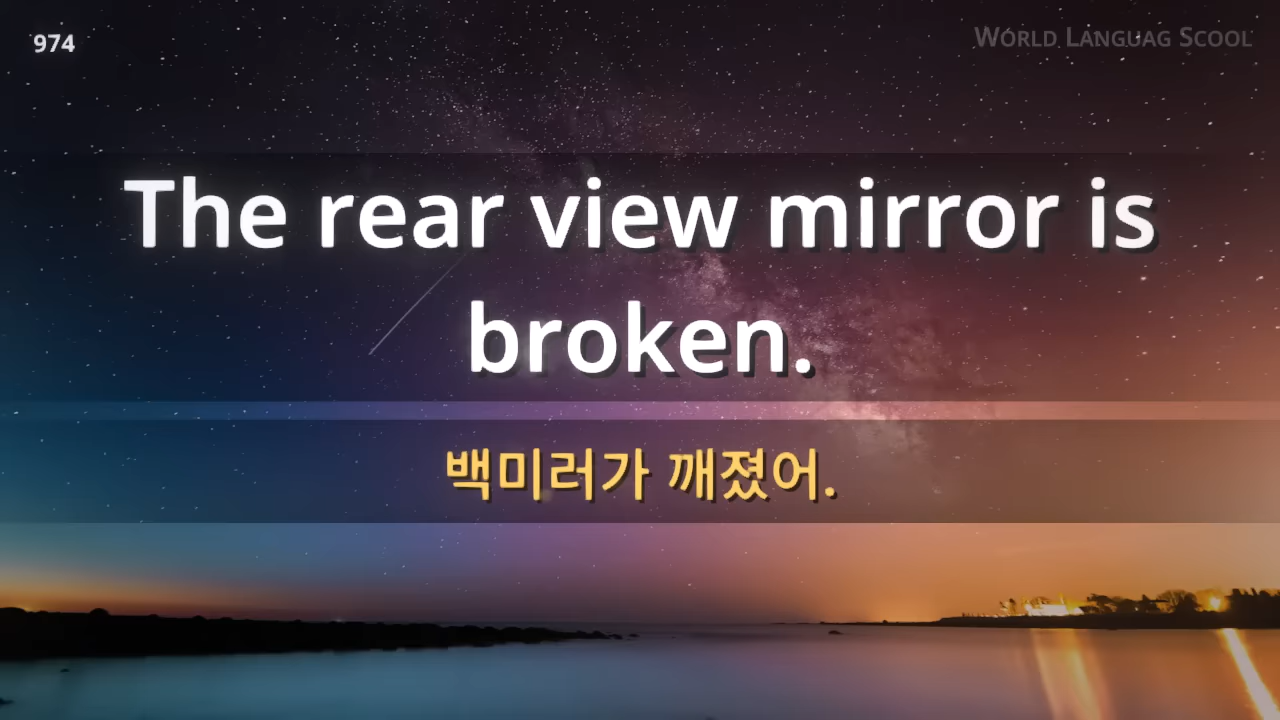 974
WORLD LANGUAG SCOOL
The rear view mirror is
broken.
백미러가 깨졌어.